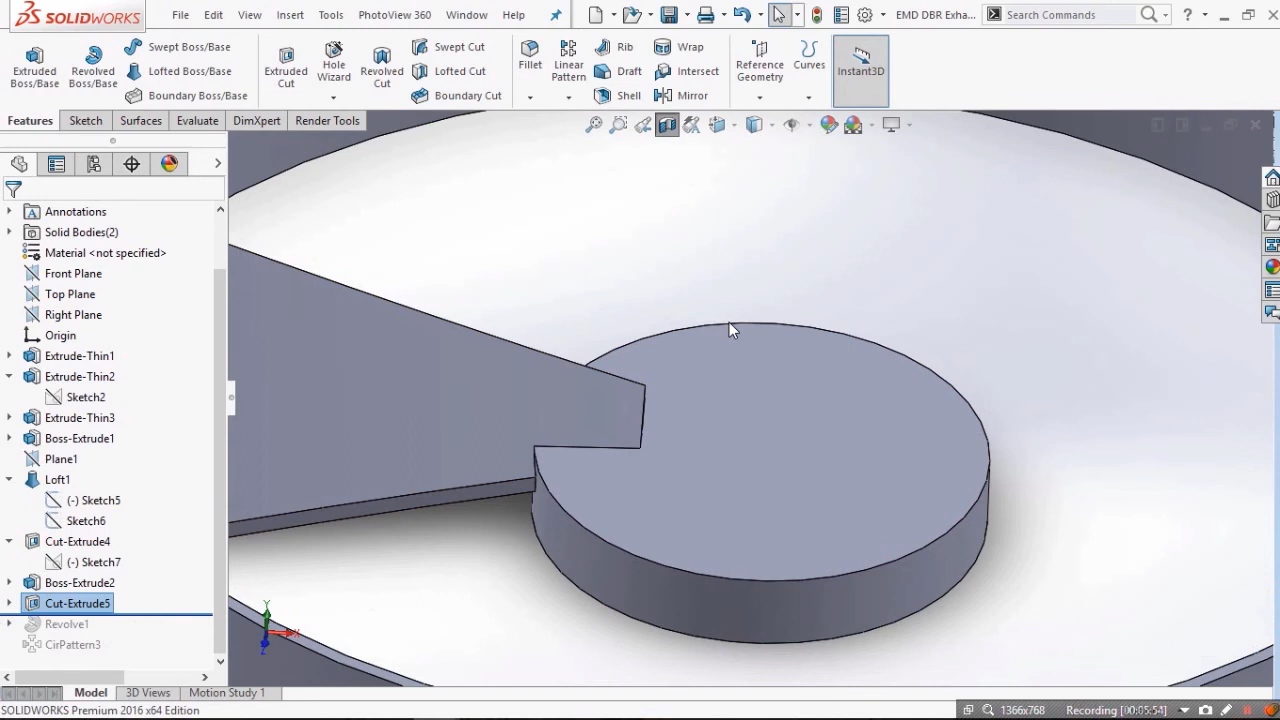 SOLIDWORKS File Edit View Insert Tools PhotoView 360 Window Help EMD DBR Exha... Search Commands
Extruded Boss/Base
Revolved Boss/Base
Swept Boss/Base
Lofted Boss/Base
Boundary Boss/Base
Extruded Cut
Hole Wizard
Revolved Cut
Swept Cut
Lofted Cut
Boundary Cut
Fillet
Linear Pattern
Rib
Draft
Shell
Wrap
Intersect
Mirror
Reference Geometry
Curves
Instant3D
Features Sketch Surfaces Evaluate DimXpert Render Tools
Annotations
Solid Bodies(2)
Material <not specified>
Front Plane
Top Plane
Right Plane
Origin
Extrude-Thin1
Extrude-Thin2
Sketch2
Extrude-Thin3
Boss-Extrude1
Plane1
Loft1
(-) Sketch5
Sketch6
Cut-Extrude4
(-) Sketch7
Boss-Extrude2
Cut-Extrude5
Revolve1
CirPattern3
Y
X
Z
Model 3D Views Motion Study 1
SOLIDWORKS Premium 2016 x64 Edition 1366x768 Recording [00:05:54]